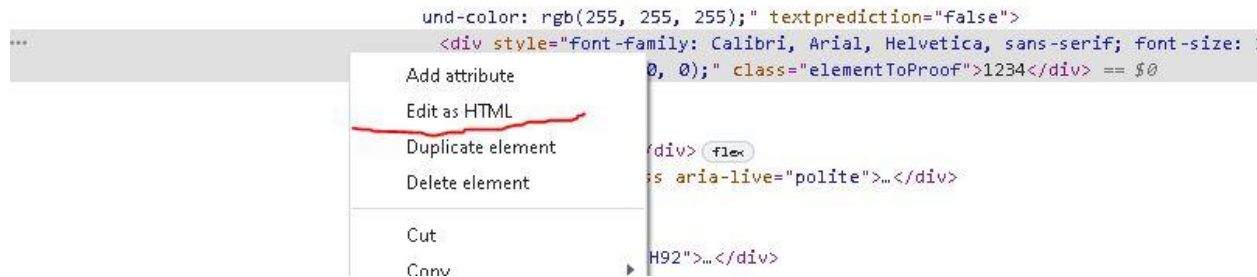 und-color: rgb(255, 255, 255);" textprediction="false">
<div style="font-family: Calibri, Arial, Helvetica, sans-serif; font-size:
0, 0);" class="elementToProof">1234</div> == $0
Add attribute
Edit as HTML
Duplicate element
/div> flex
ss aria-live="polite">…</div>
Delete element
Cut
H92">…</div>
Copy